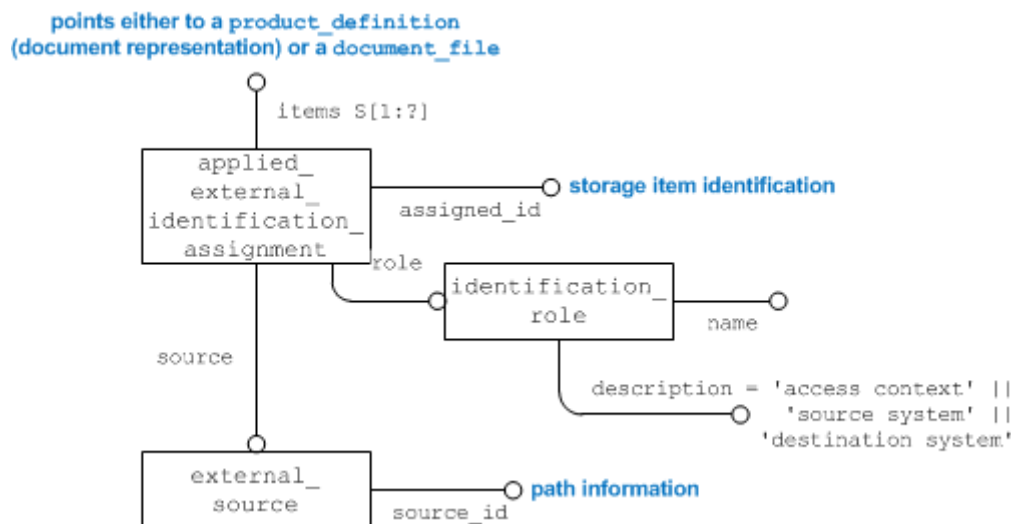 points either to a product_definition
(document representation) or a document_file
items S[1:?]
applied_
external_
identification_
assignment
storage item identification
assigned_id
role
identification_
role
name
source
description = 'access context' ||
'source system' ||
'destination system'
external_
source
path information
source_id